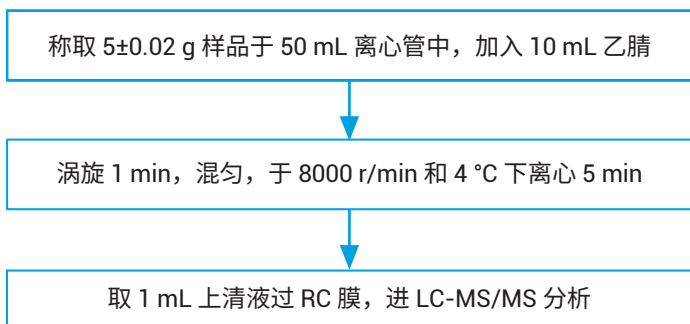 称取 5±0.02 g 样品于 50 mL 离心管中，加入 10 mL 乙腈
涡旋 1 min，混匀，于 8000 r/min 和 4 °C 下离心 5 min
取 1 mL 上清液过 RC 膜，进 LC-MS/MS 分析